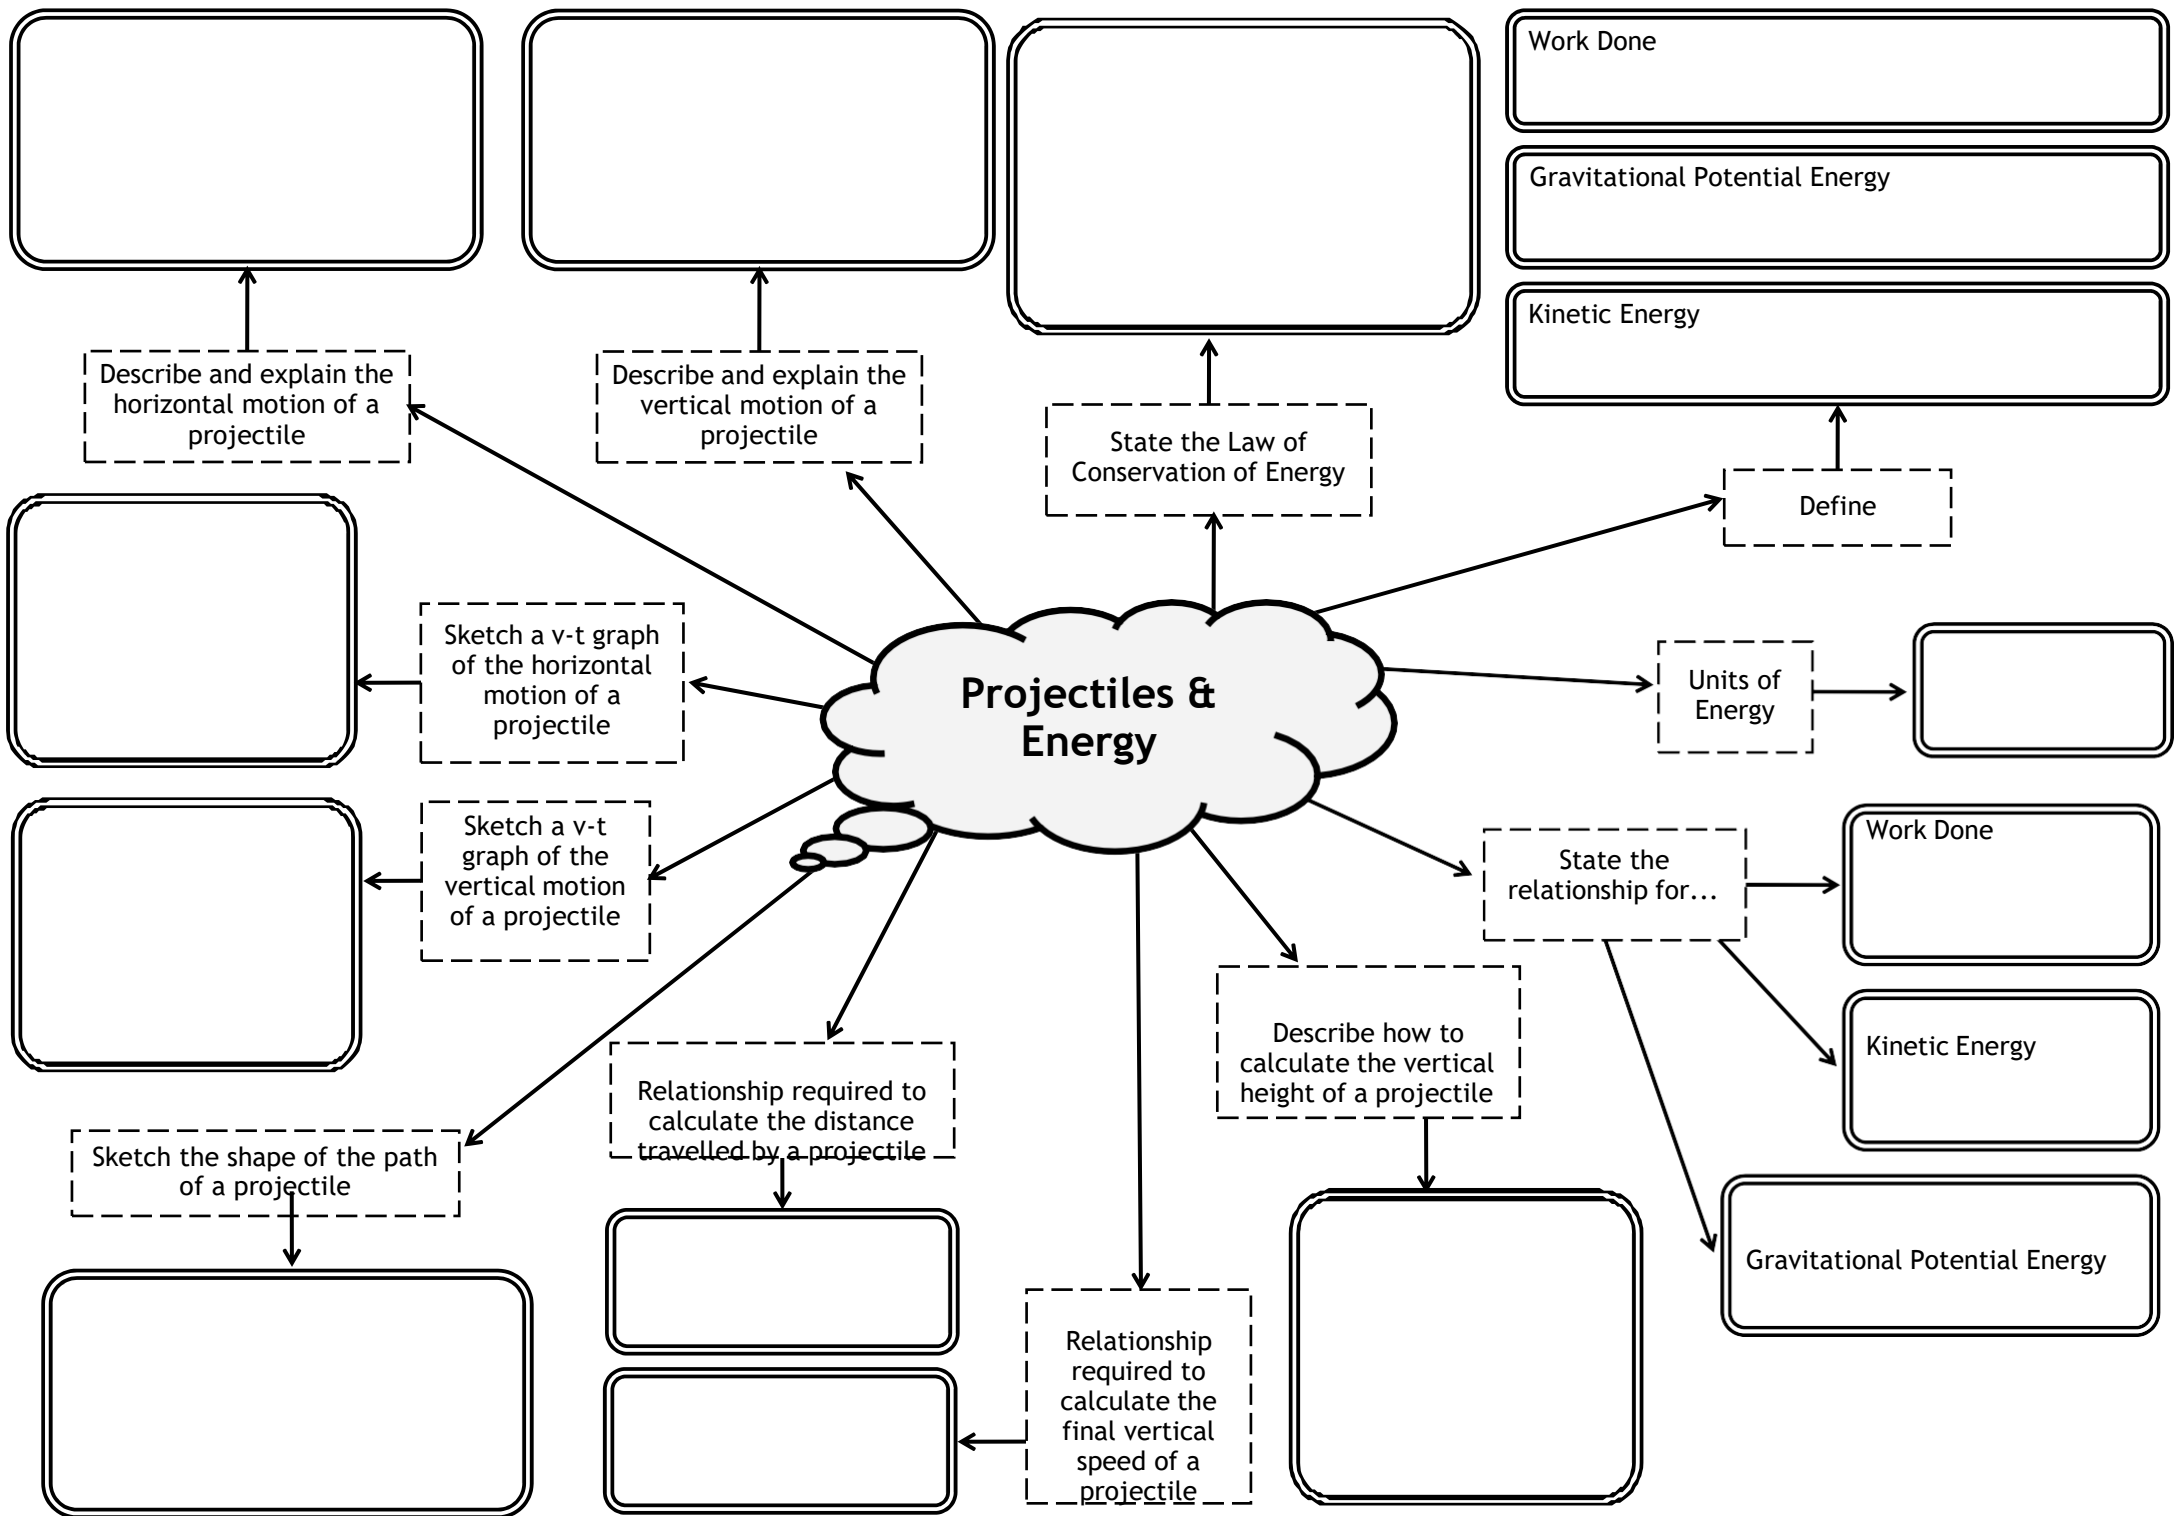 Work Done
Gravitational Potential Energy
Kinetic Energy
Describe and explain the
horizontal motion of a
projectile
Describe and explain the
vertical motion of a
projectile
State the Law of
Conservation of Energy
Define
Sketch a v-t graph
of the horizontal
motion of a
projectile
Projectiles &
Energy
Units of
Energy
Sketch a v-t
graph of the
vertical motion
of a projectile
State the
relationship for...
Work Done
Kinetic Energy
Gravitational Potential Energy
Describe how to
calculate the vertical
height of a projectile
Relationship required to
calculate the distance
travelled by a projectile
Sketch the shape of the path
of a projectile
Relationship
required to
calculate the
final vertical
speed of a
projectile